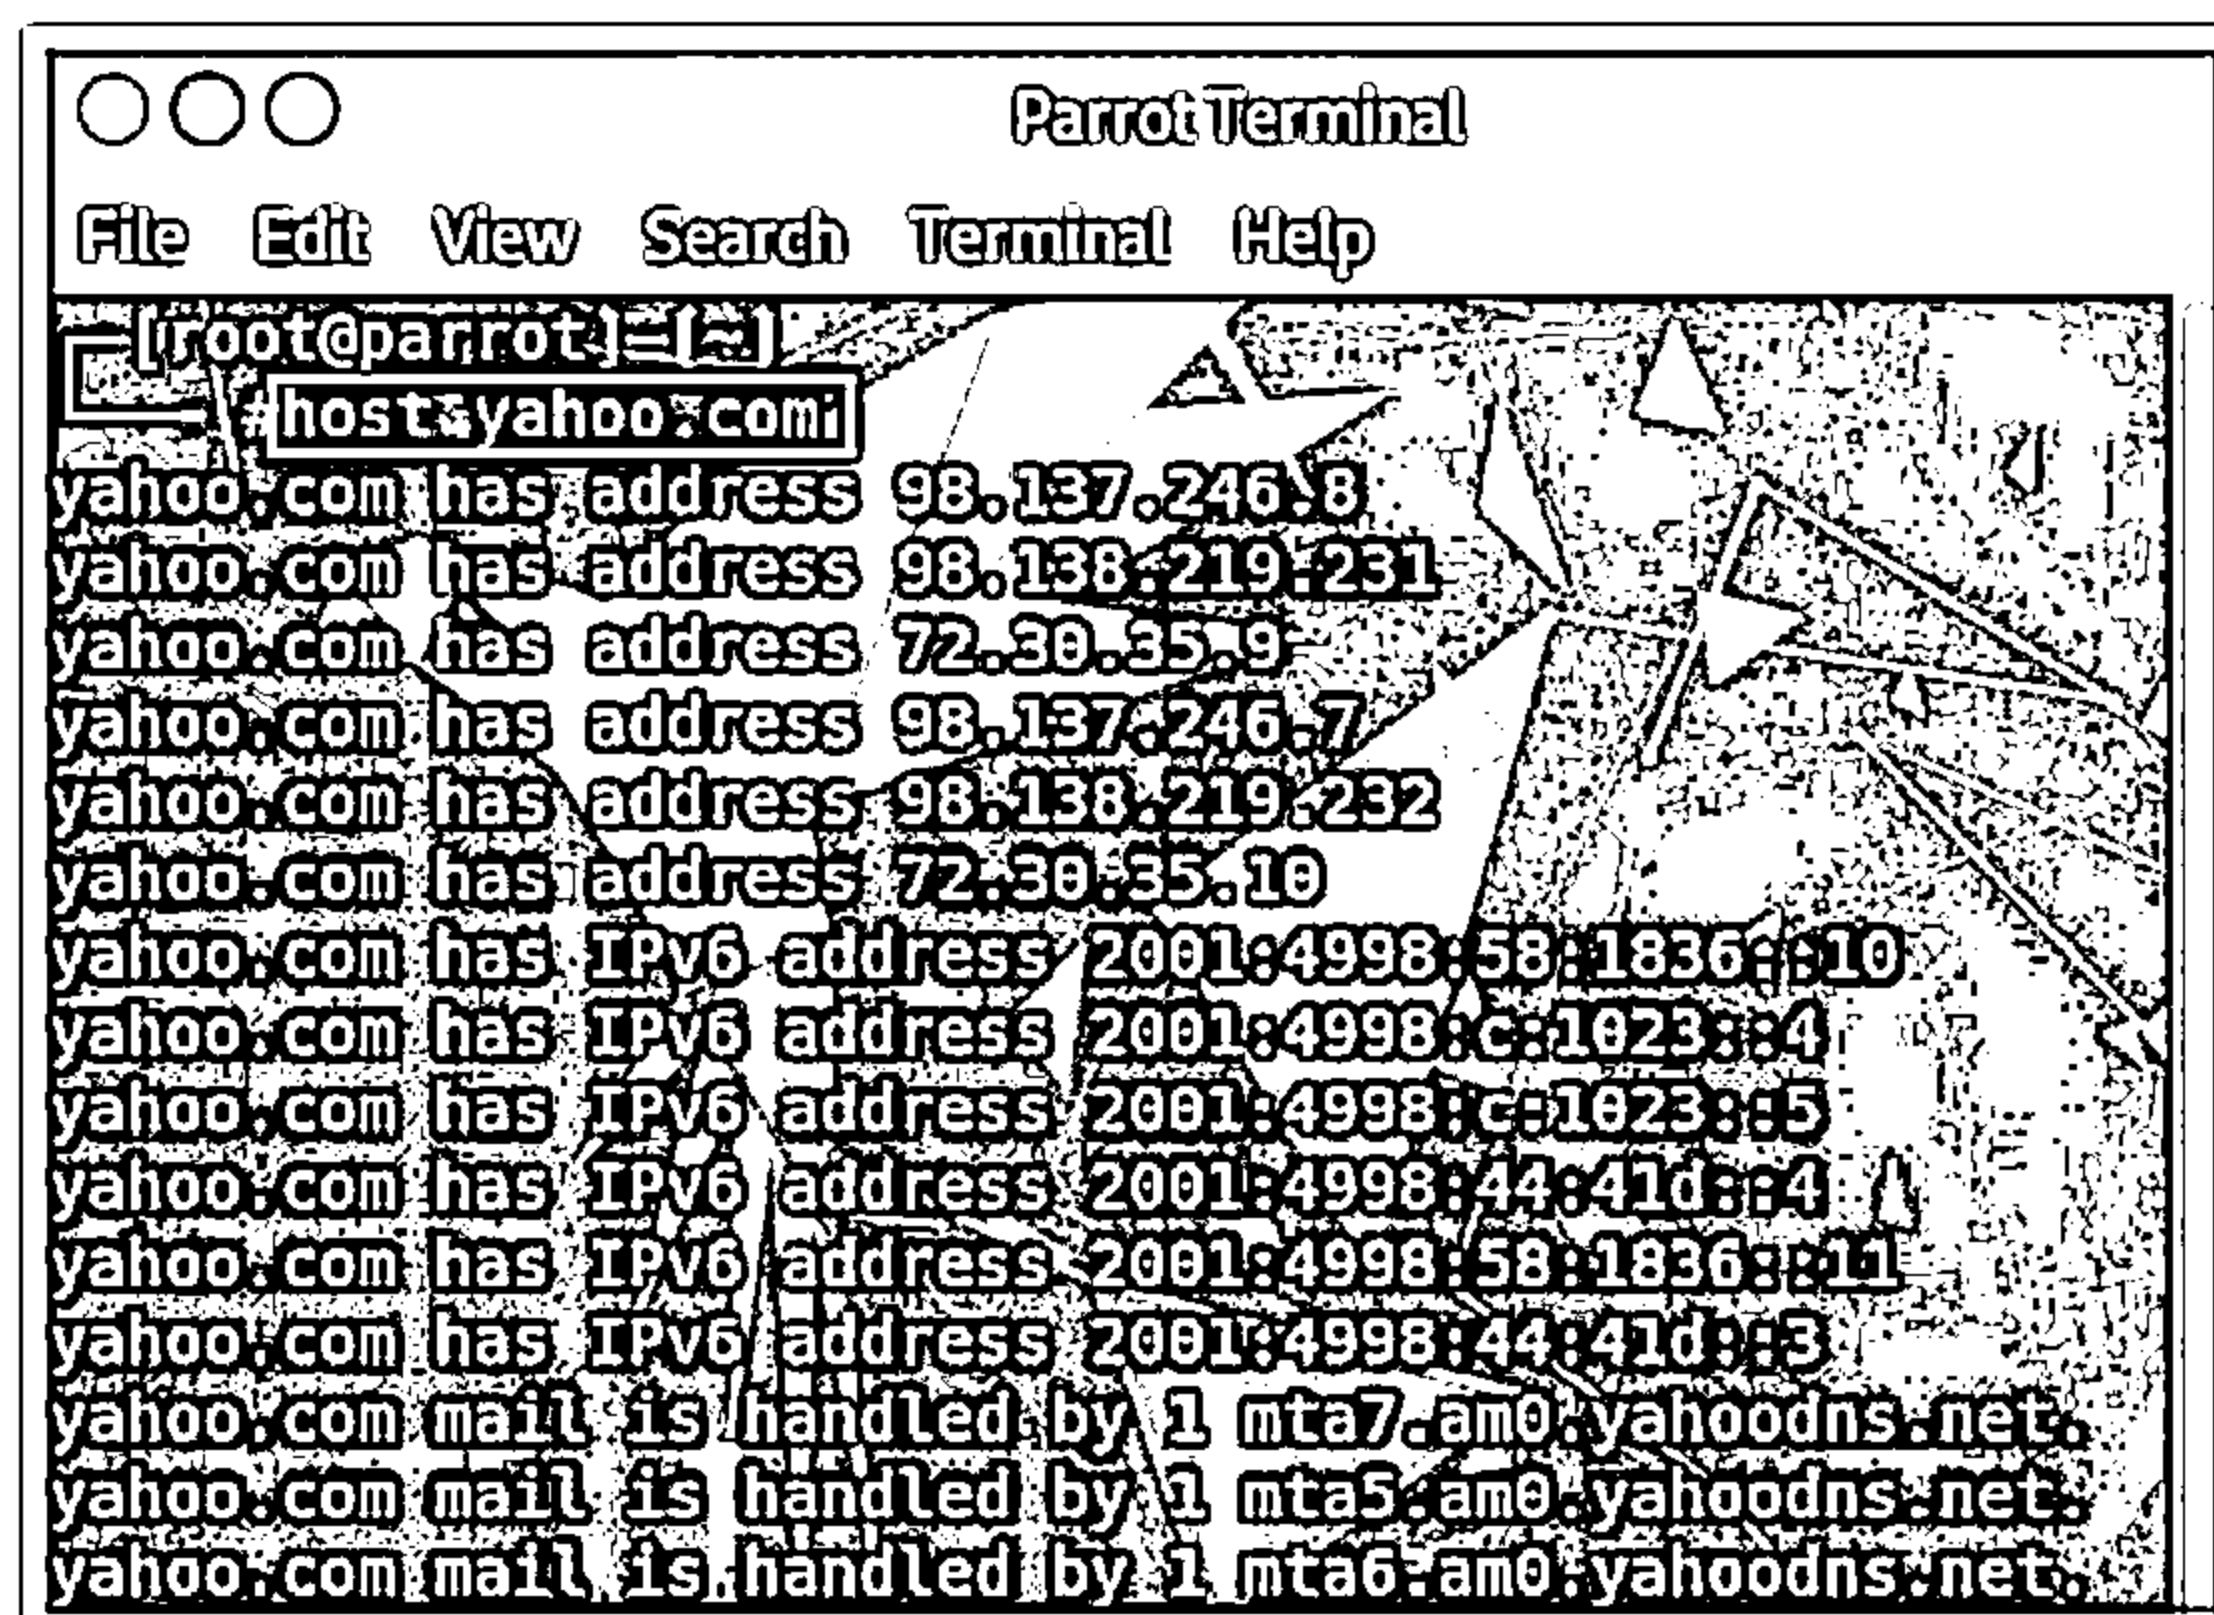 Parrot Terminal
File Edit View Search Terminal Help
[root@parrot]-[~]
#host yahoo.com
yahoo.com has address 98.137.246.8
yahoo.com has address 98.138.219.231
yahoo.com has address 72.30.35.9
yahoo.com has address 98.137.246.7
yahoo.com has address 98.138.219.232
yahoo.com has address 72.30.35.10
yahoo.com has IPv6 address 2001:4998:58:1836::10
yahoo.com has IPv6 address 2001:4998:c:1023::4
yahoo.com has IPv6 address 2001:4998:c:1023::5
yahoo.com has IPv6 address 2001:4998:44:41d::4
yahoo.com has IPv6 address 2001:4998:58:1836::11
yahoo.com has IPv6 address 2001:4998:44:41d::3
yahoo.com mail is handled by 1 mta7.am0.yahoodns.net.
yahoo.com mail is handled by 1 mta5.am0.yahoodns.net.
yahoo.com mail is handled by 1 mta6.am0.yahoodns.net.